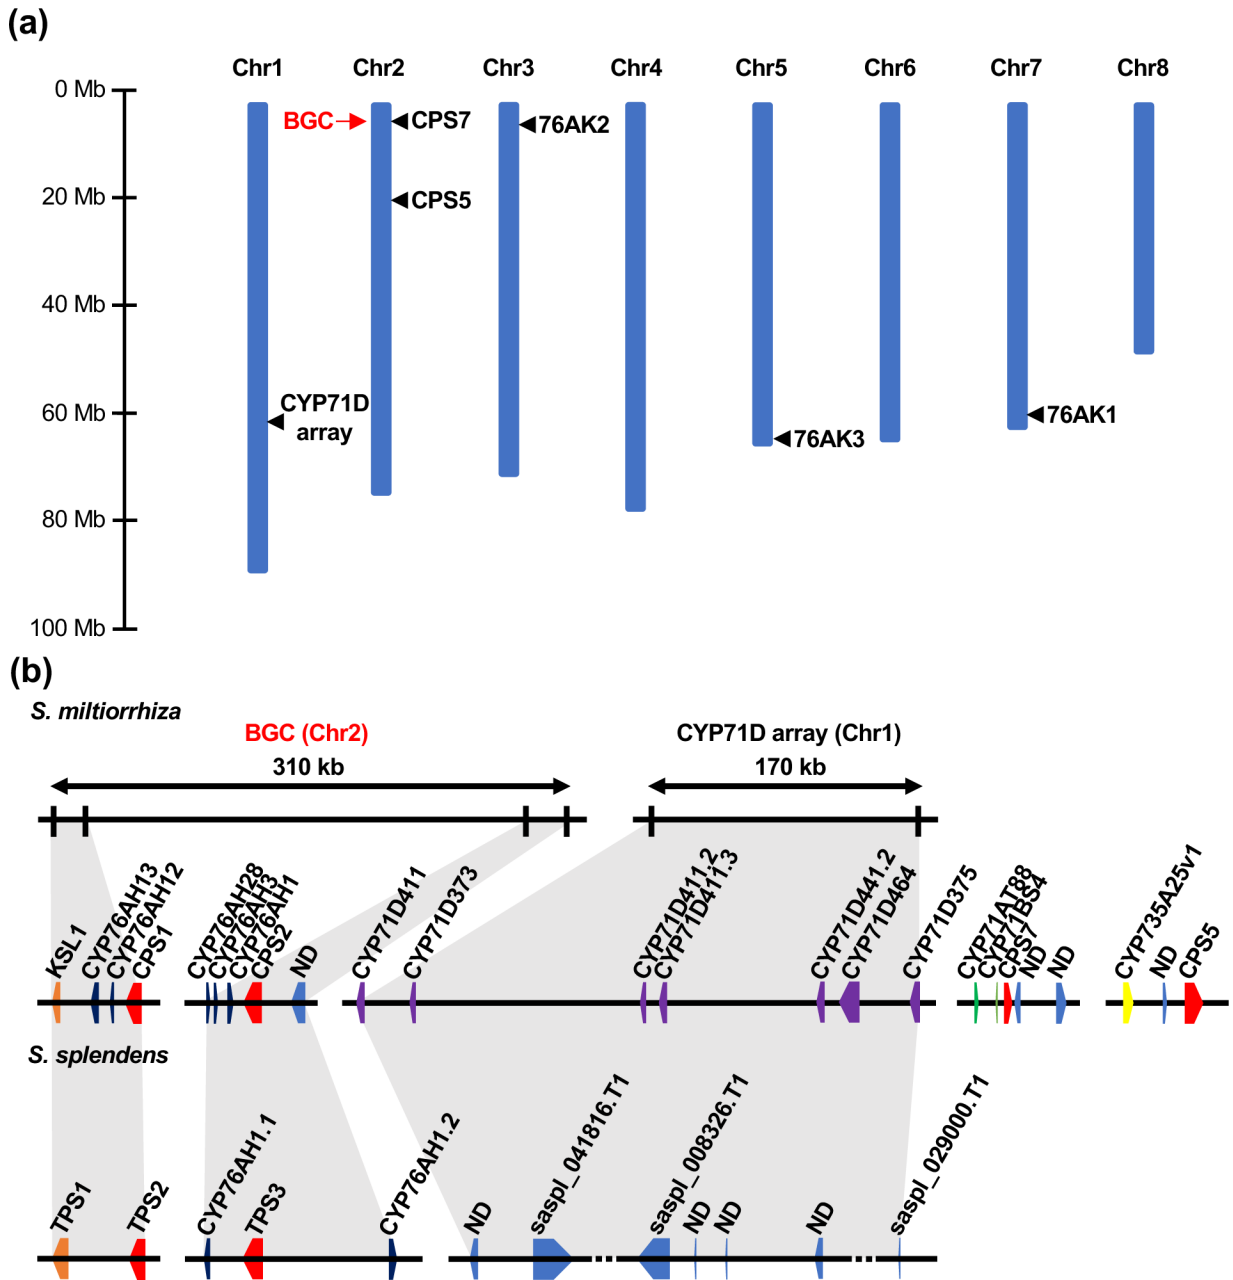 (a)
Chr1 Chr2 Chr3 Chr4 Chr5 Chr6 Chr7 Chr8
0 Mb
BGC CPS7 76AK2
20 Mb CPS5
40 Mb
CYP71D
array
60 Mb 76AK3 76AK1
80 Mb
100 Mb
(b)
S. miltiorrhiza
BGC (Chr2) CYP71D array (Chr1)
310 kb 170 kb
KSL1
CYP76AH13
CYP76AH12
CPS1
CYP76AH28
CYP76AH3
CYP76AH1
CPS2
ND
CYP71D411
CYP71D373
CYP71D411.2
CYP71D411.3
CYP71D441.2
CYP71D464
CYP71D375
CYP71AT88
CYP71BS4
CPS7
ND
ND
CYP735A25v1
ND
CPS5
S. splendens
TPS1
TPS2
CYP76AH1.1
TPS3
CYP76AH1.2
ND
saspl_041816.T1
saspl_008326.T1
ND
ND
ND
saspl_029000.T1